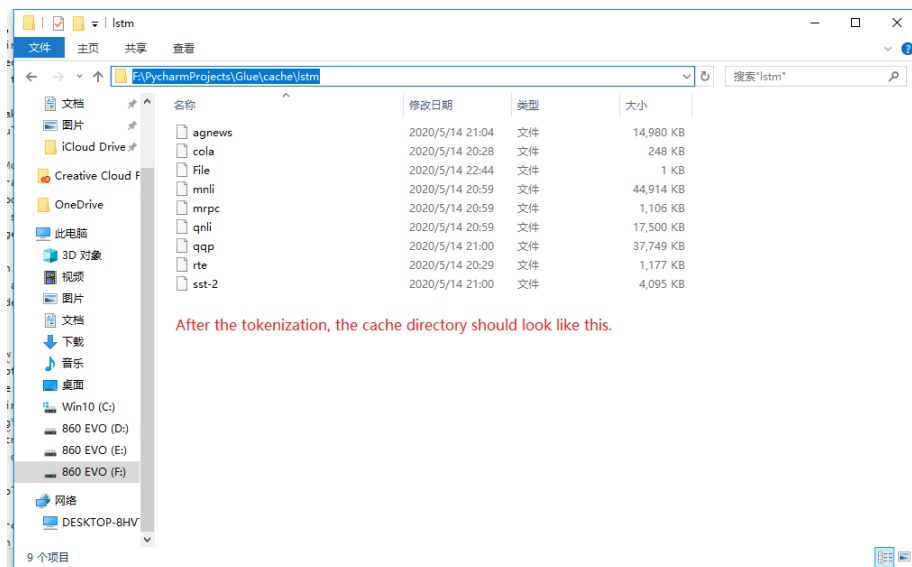 lstm
文件 主页 共享 查看
F:\PycharmProjects\Glue\cache\lstm 搜索"lstm"
名称 修改日期 类型 大小
agnews 2020/5/14 21:04 文件 14,980 KB
cola 2020/5/14 20:28 文件 248 KB
File 2020/5/14 22:44 文件 1 KB
mnli 2020/5/14 20:59 文件 44,914 KB
mrpc 2020/5/14 20:59 文件 1,106 KB
qnli 2020/5/14 20:59 文件 17,500 KB
qqp 2020/5/14 21:00 文件 37,749 KB
rte 2020/5/14 20:29 文件 1,177 KB
sst-2 2020/5/14 21:00 文件 4,095 KB
After the tokenization, the cache directory should look like this.
文档
图片
iCloud Drive
Creative Cloud F
OneDrive
此电脑
3D 对象
视频
图片
文档
下载
音乐
桌面
Win10 (C:)
860 EVO (D:)
860 EVO (E:)
860 EVO (F:)
网络
DESKTOP-8HV
9 个项目